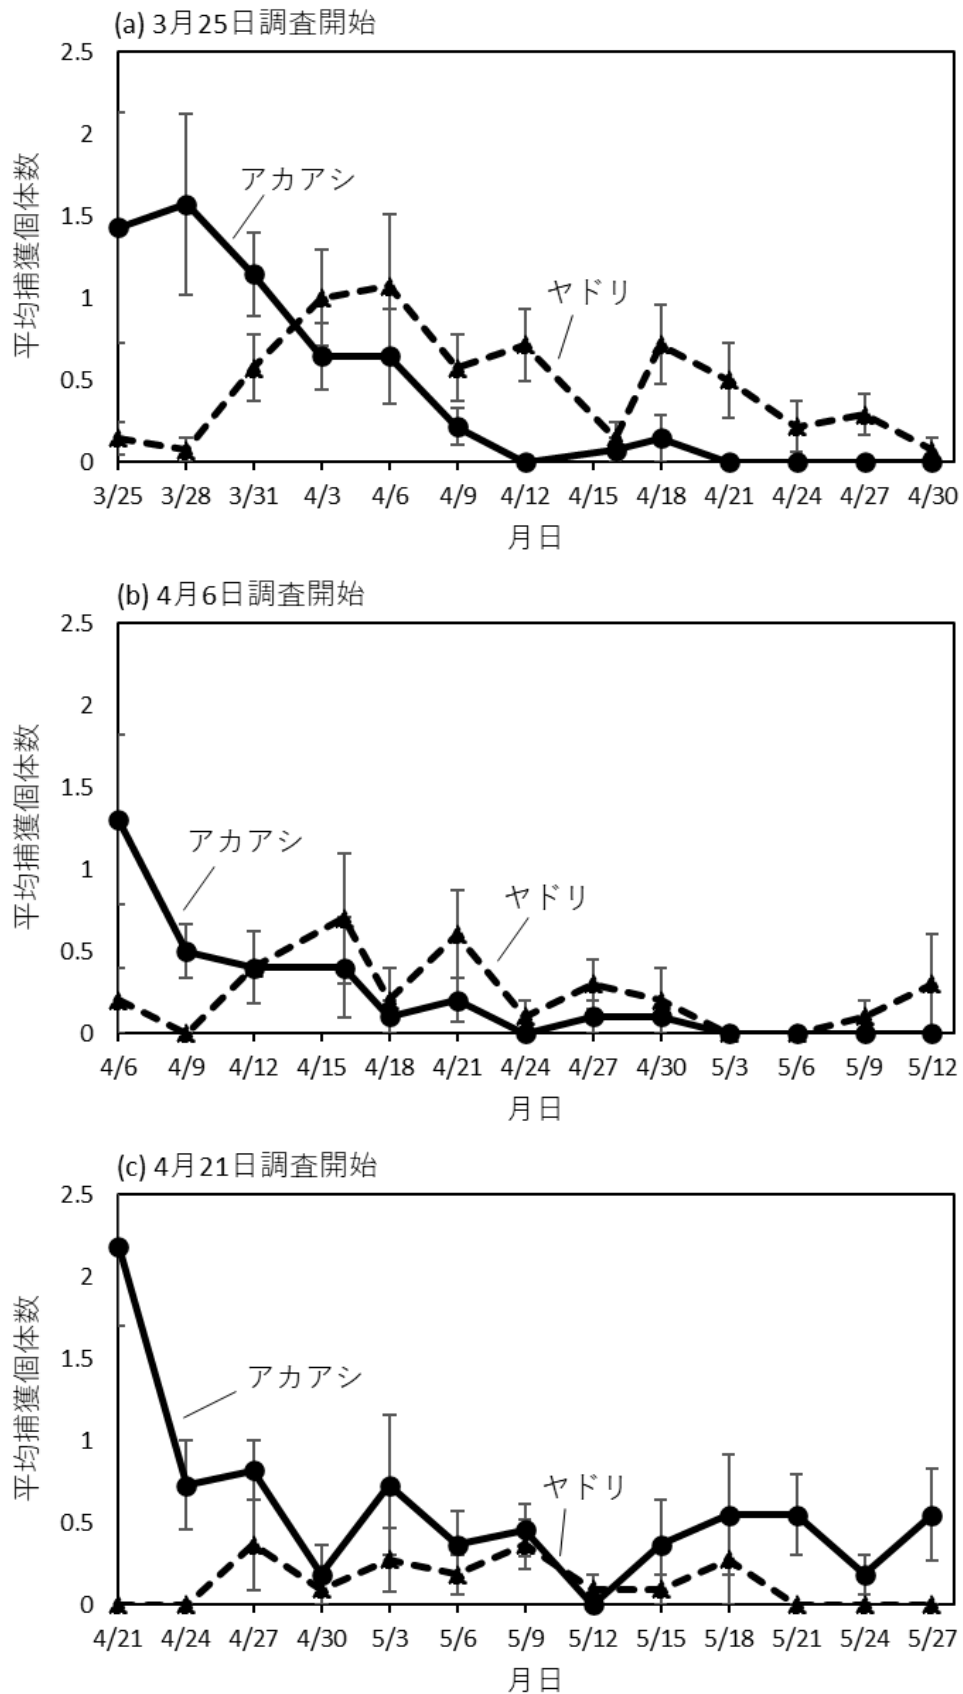 (a) 3月25日調査開始
2.5
2
1.5
1
0.5
0
平均捕獲個体数
アカアシ
ヤドリ
3/25 3/28 3/31 4/3 4/6 4/9 4/12 4/15 4/18 4/21 4/24 4/27 4/30
月日
(b) 4月6日調査開始
2.5
2
1.5
1
0.5
0
平均捕獲個体数
アカアシ
ヤドリ
4/6 4/9 4/12 4/15 4/18 4/21 4/24 4/27 4/30 5/3 5/6 5/9 5/12
月日
(c) 4月21日調査開始
2.5
2
1.5
1
0.5
0
平均捕獲個体数
アカアシ
ヤドリ
4/21 4/24 4/27 4/30 5/3 5/6 5/9 5/12 5/15 5/18 5/21 5/24 5/27
月日